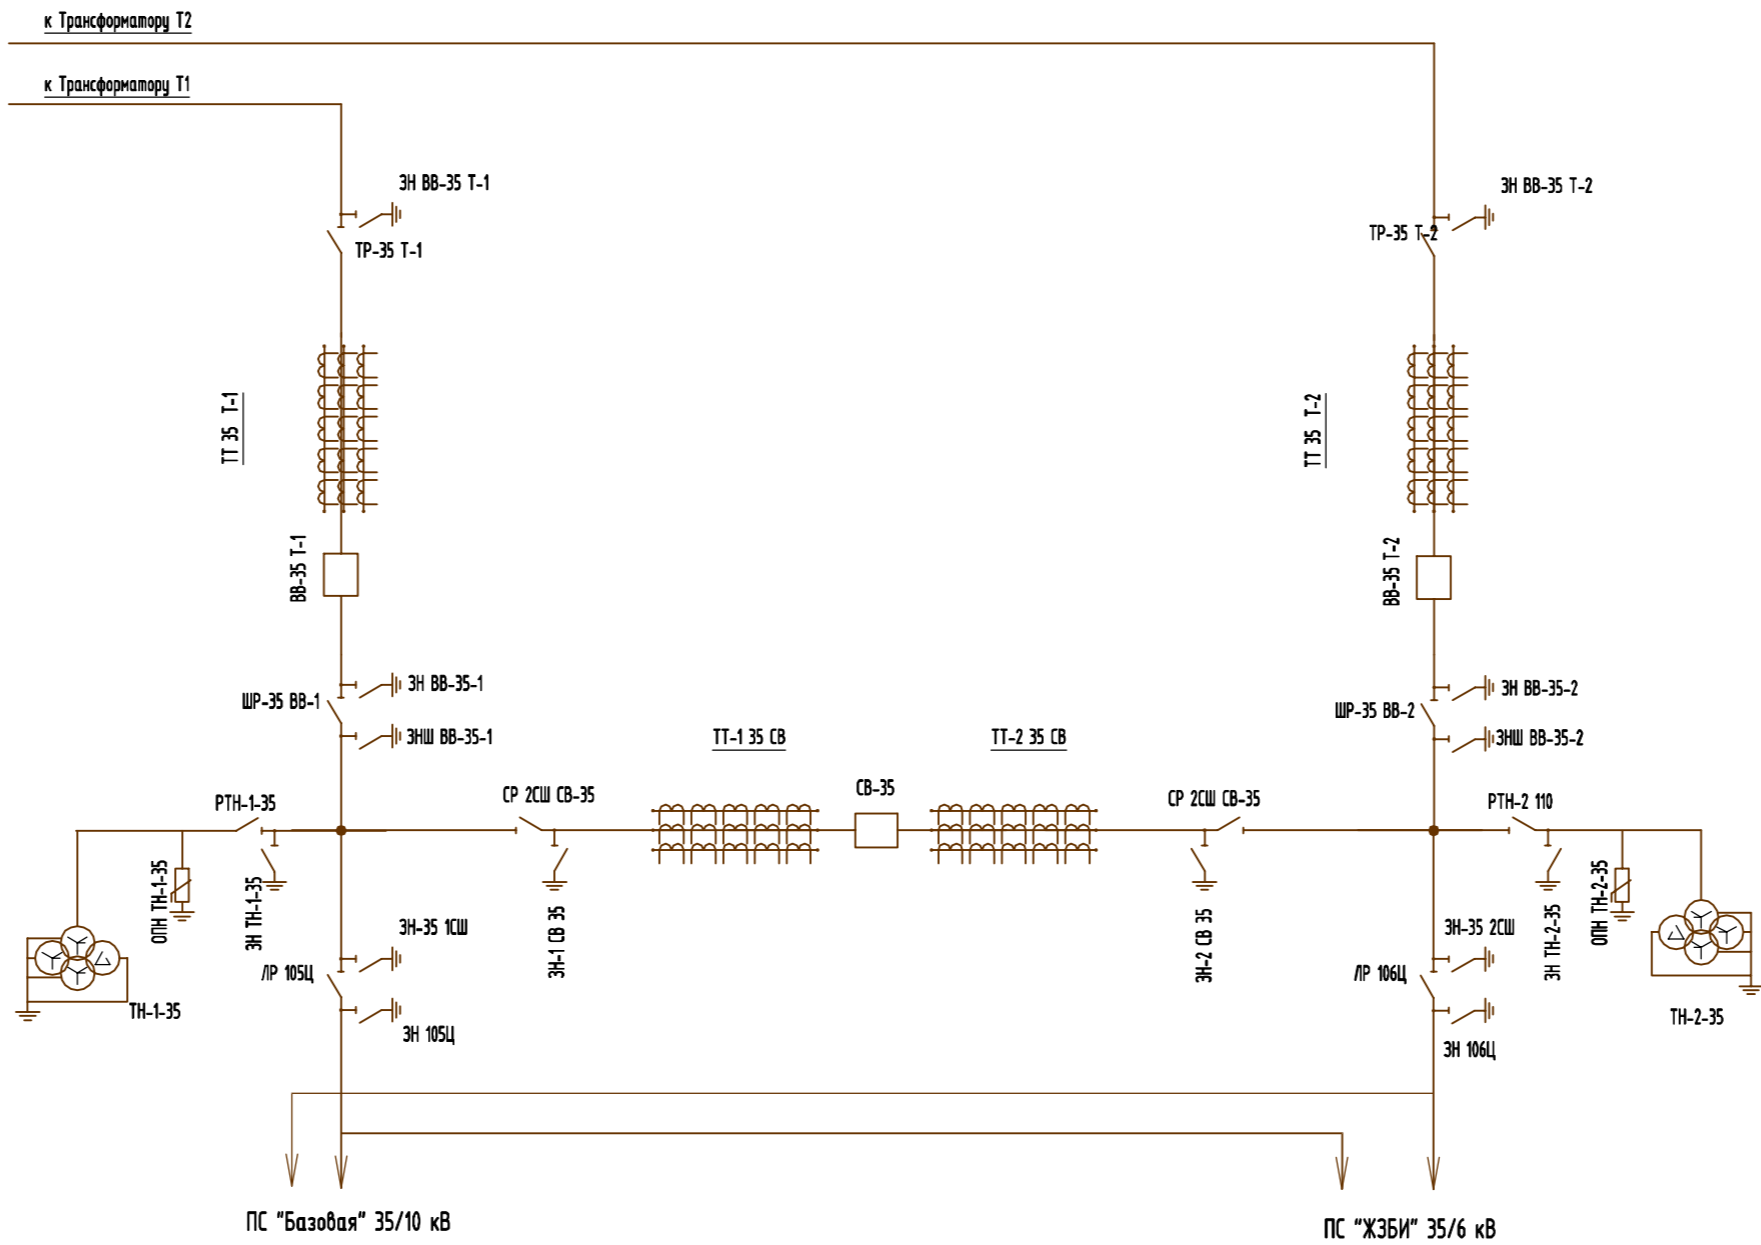 к Трансформатору Т2
к Трансформатору Т1
ЗН ВВ-35 Т-1
ЗН ВВ-35 Т-2
ТР-35 Т-1
ТР-35 Т-2
ТТ 35 Т-1
ТТ 35 Т-2
ВВ-35 Т-1
ВВ-35 Т-2
ЗН ВВ-35-1
ЗН ВВ-35-2
ШР-35 ВВ-1
ШР-35 ВВ-2
ЗНШ ВВ-35-1
ТТ-1 35 СВ
ТТ-2 35 СВ
ЗНШ ВВ-35-2
РТН-1-35
СР 2СШ СВ-35
СВ-35
СР 2СШ СВ-35
РТН-2 110
ОПН ТН-1-35
ЗН ТН-1-35
ЗН-1 СВ 35
ЗН-2 СВ 35
ЗН ТН-2-35
ОПН ТН-2-35
ЗН-35 1СШ
ЗН-35 2СШ
ЛР 105Ц
ЛР 106Ц
ТН-1-35
ТН-2-35
ЗН 105Ц
ЗН 106Ц
ПС "Базовая" 35/10 кВ
ПС "ЖЗБИ" 35/6 кВ